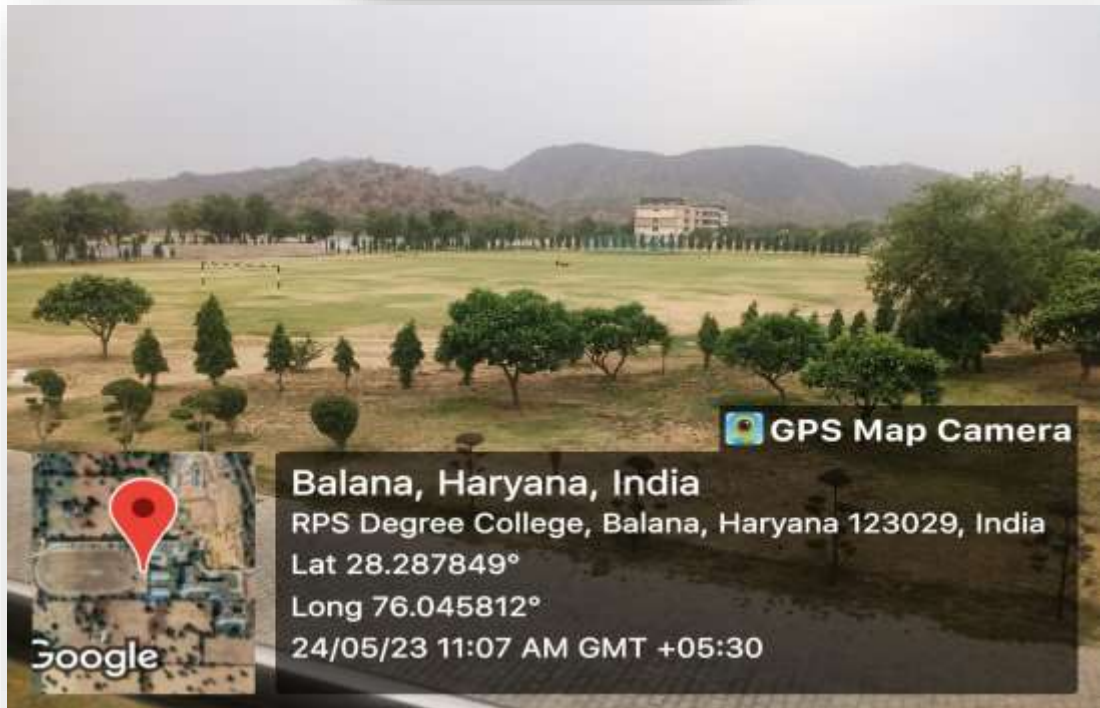 GPS Map Camera
Balana, Haryana, India
RPS Degree College, Balana, Haryana 123029, India
Lat 28.287849°
Long 76.045812°
24/05/23 11:07 AM GMT +05:30
Google